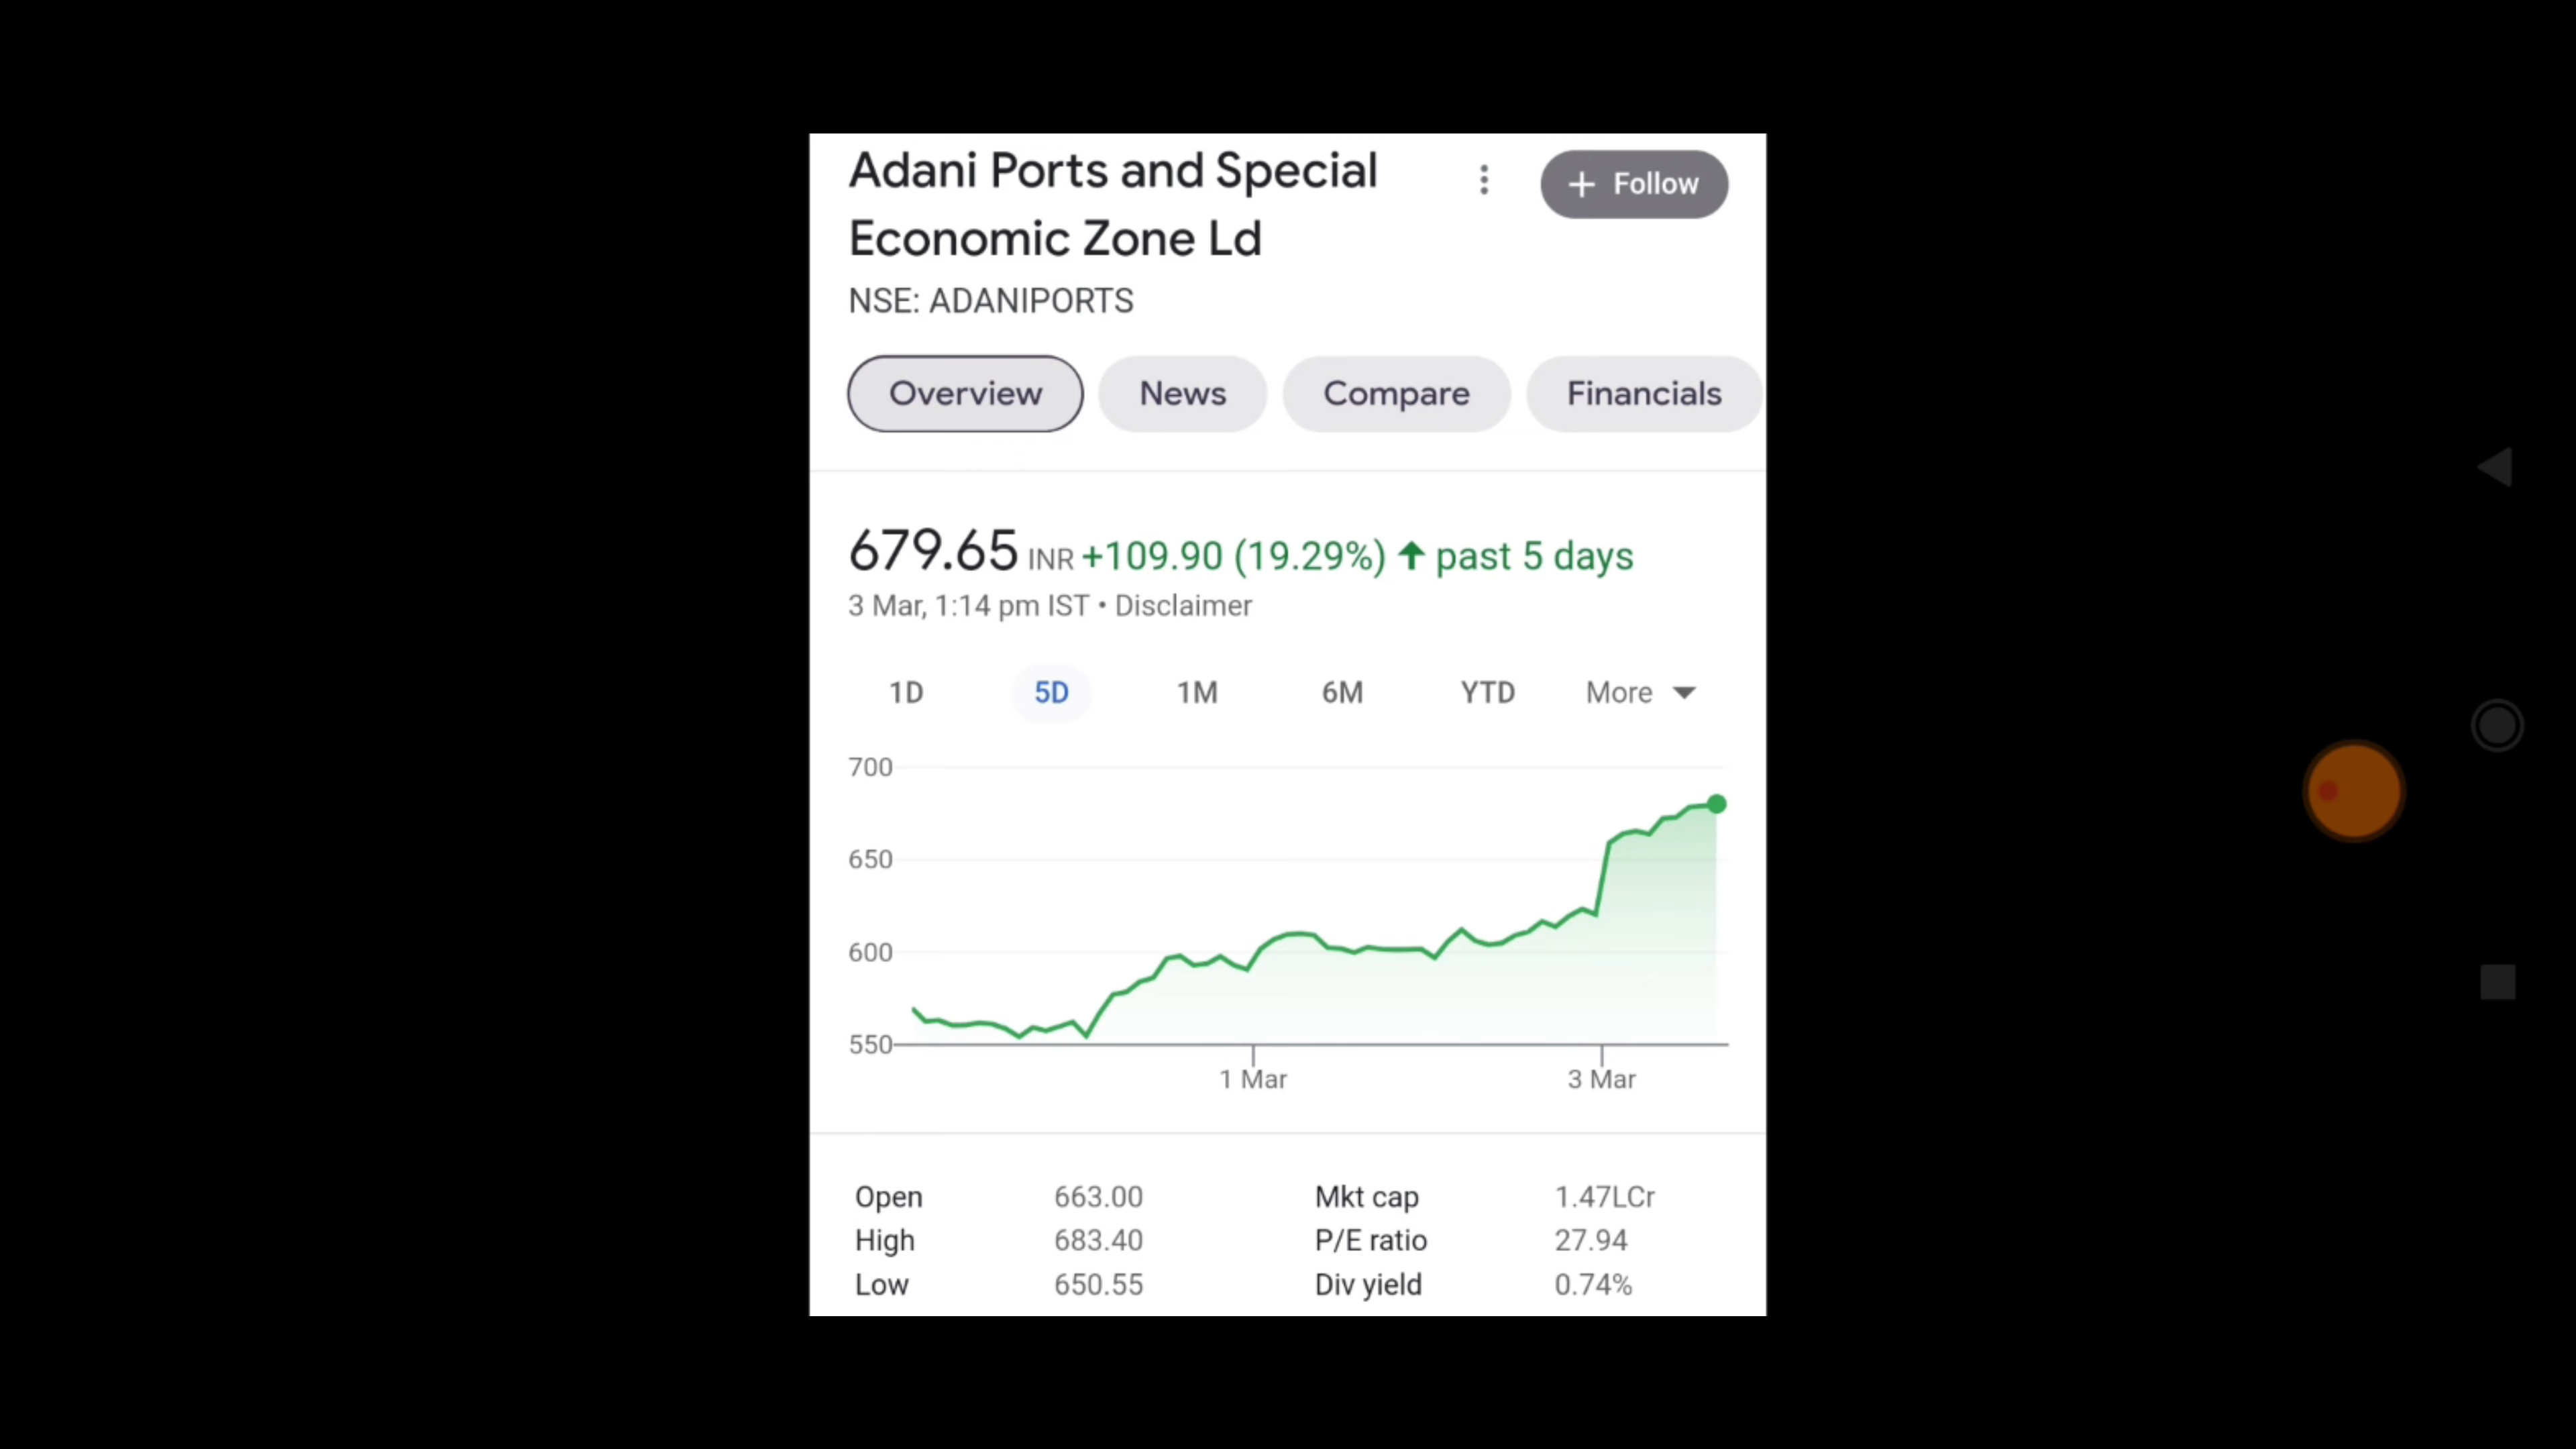 Adani Ports and Special
Economic Zone Ld
+ Follow
NSE: ADANIPORTS
Overview News Compare Financials
679.65 INR +109.90 (19.29%) ↑ past 5 days
3 Mar, 1:14 pm IST • Disclaimer
1D 5D 1M 6M YTD More
700
650
600
550
1 Mar 3 Mar
Open 663.00 Mkt cap 1.47LCr
High 683.40 P/E ratio 27.94
Low 650.55 Div yield 0.74%